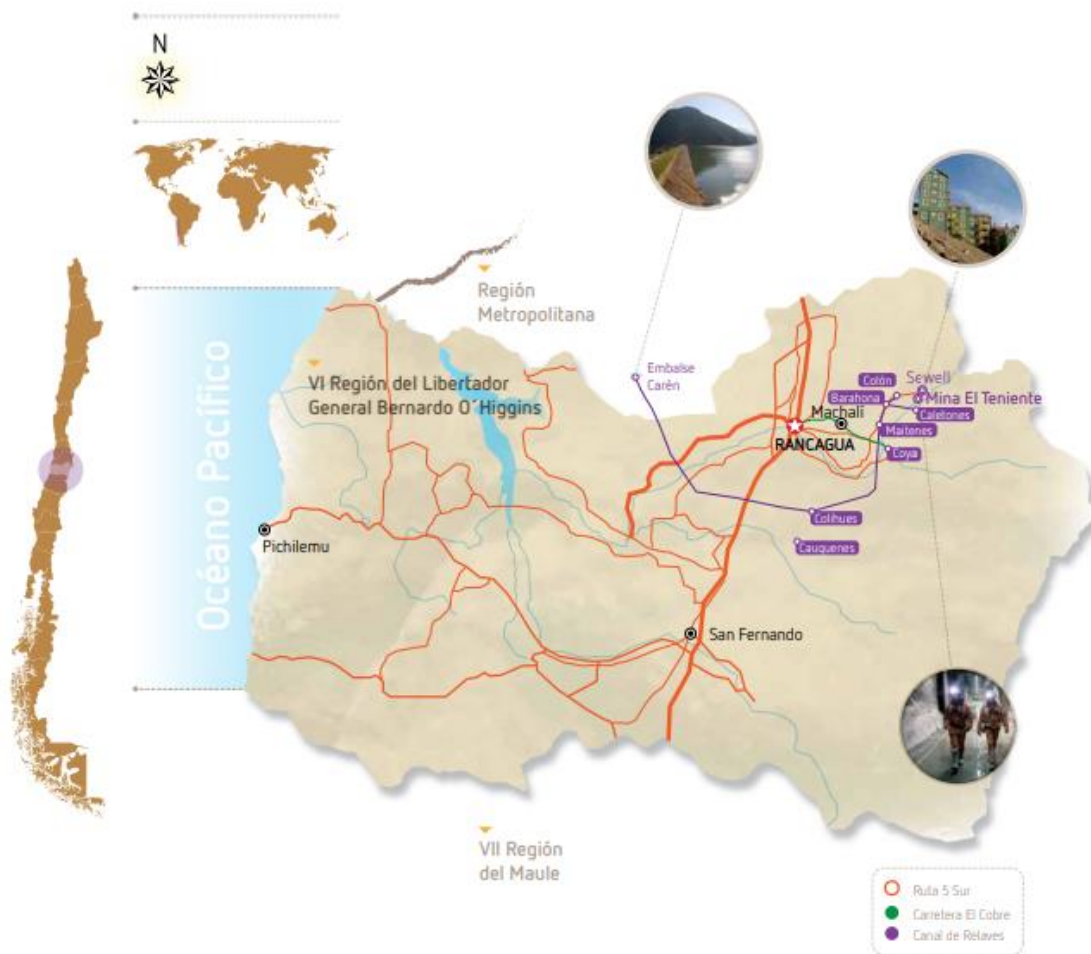 N
Región
Metropolitana
Océano Pacífico
VI Región del Libertador
General Bernardo O´Higgins
Embalse
Carén
Colón
Sewell
Barahona
Mina El Teniente
Machalí
Caletones
RANCAGUA
Maitones
Coya
Colihues
Cauquenes
Pichilemu
San Fernando
VII Región
del Maule
Ruta 5 Sur
Carretera El Cobre
Canal de Relaves